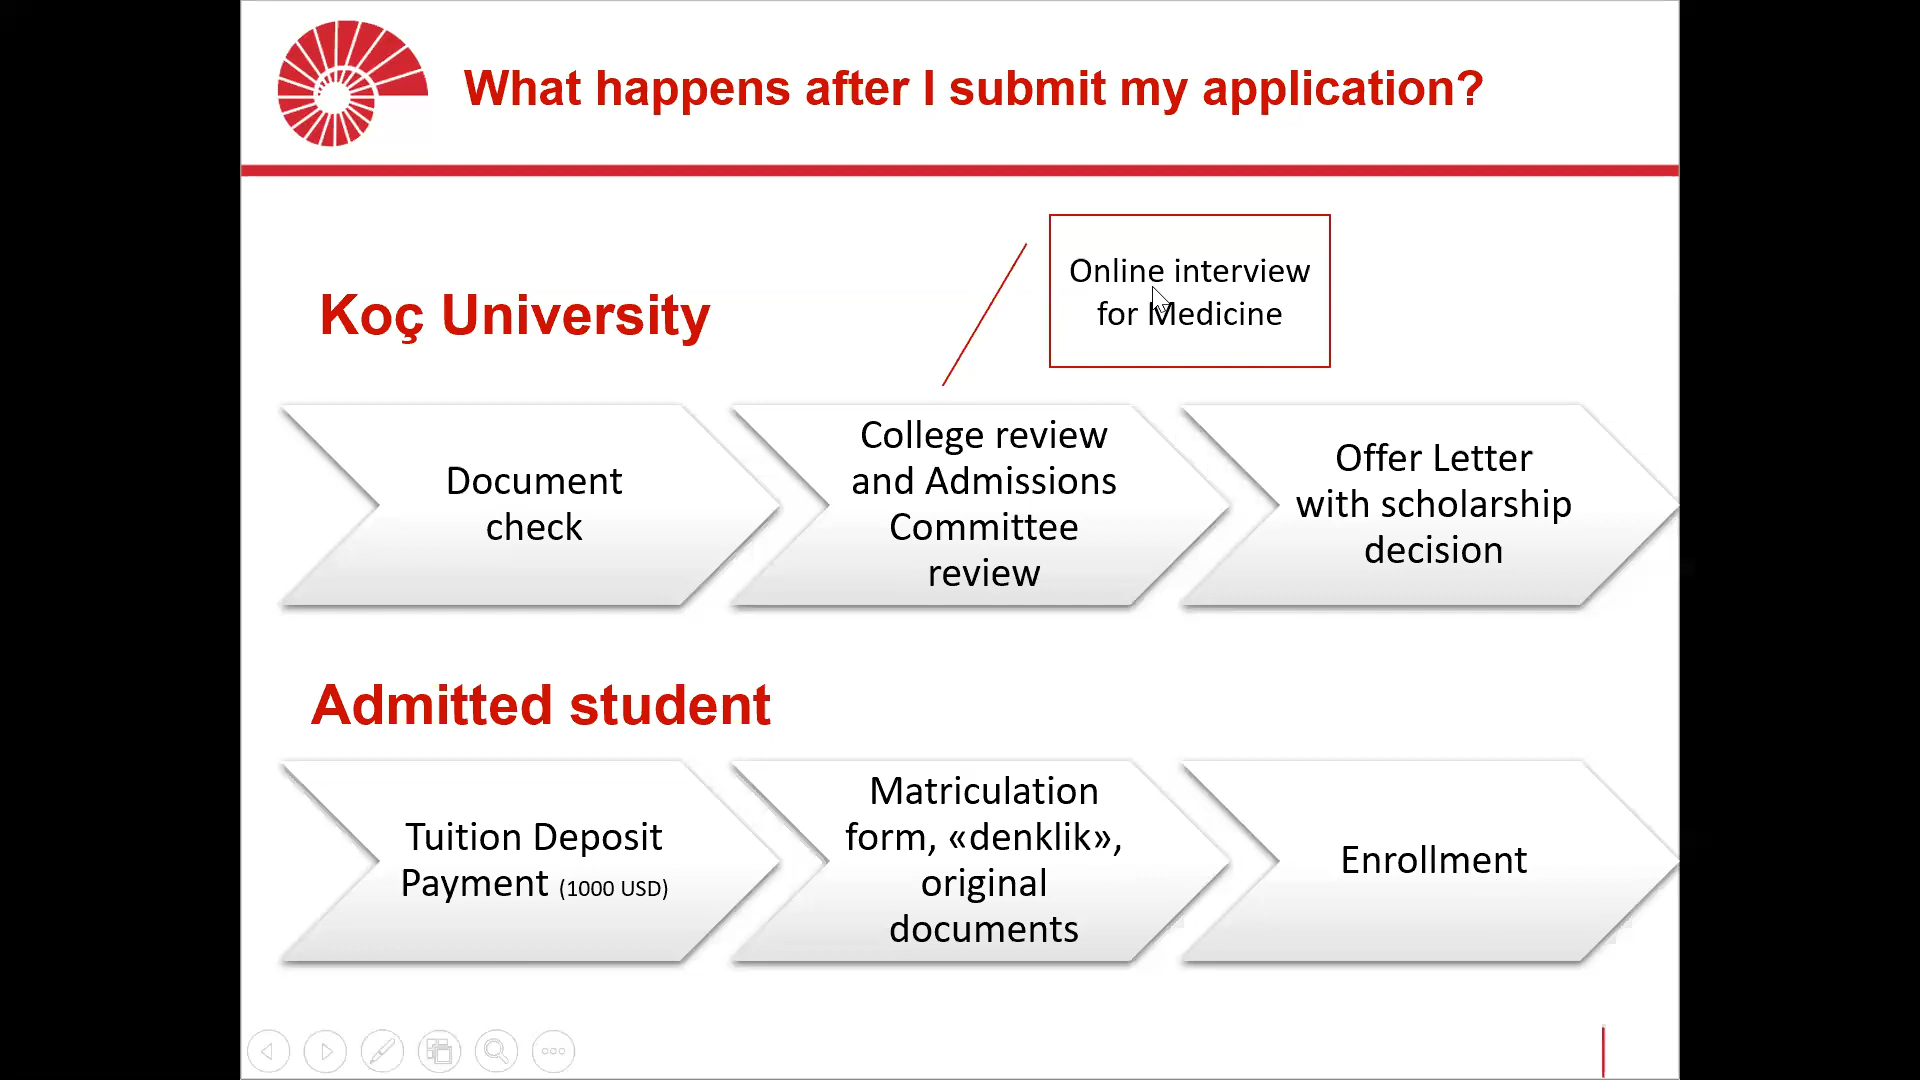 What happens after I submit my application?
Online interview
for Medicine
Koç University
Document
check
College review
and Admissions
Committee
review
Offer Letter
with scholarship
decision
Admitted student
Tuition Deposit
Payment (1000 USD)
Matriculation
form, «denklik»,
original
documents
Enrollment